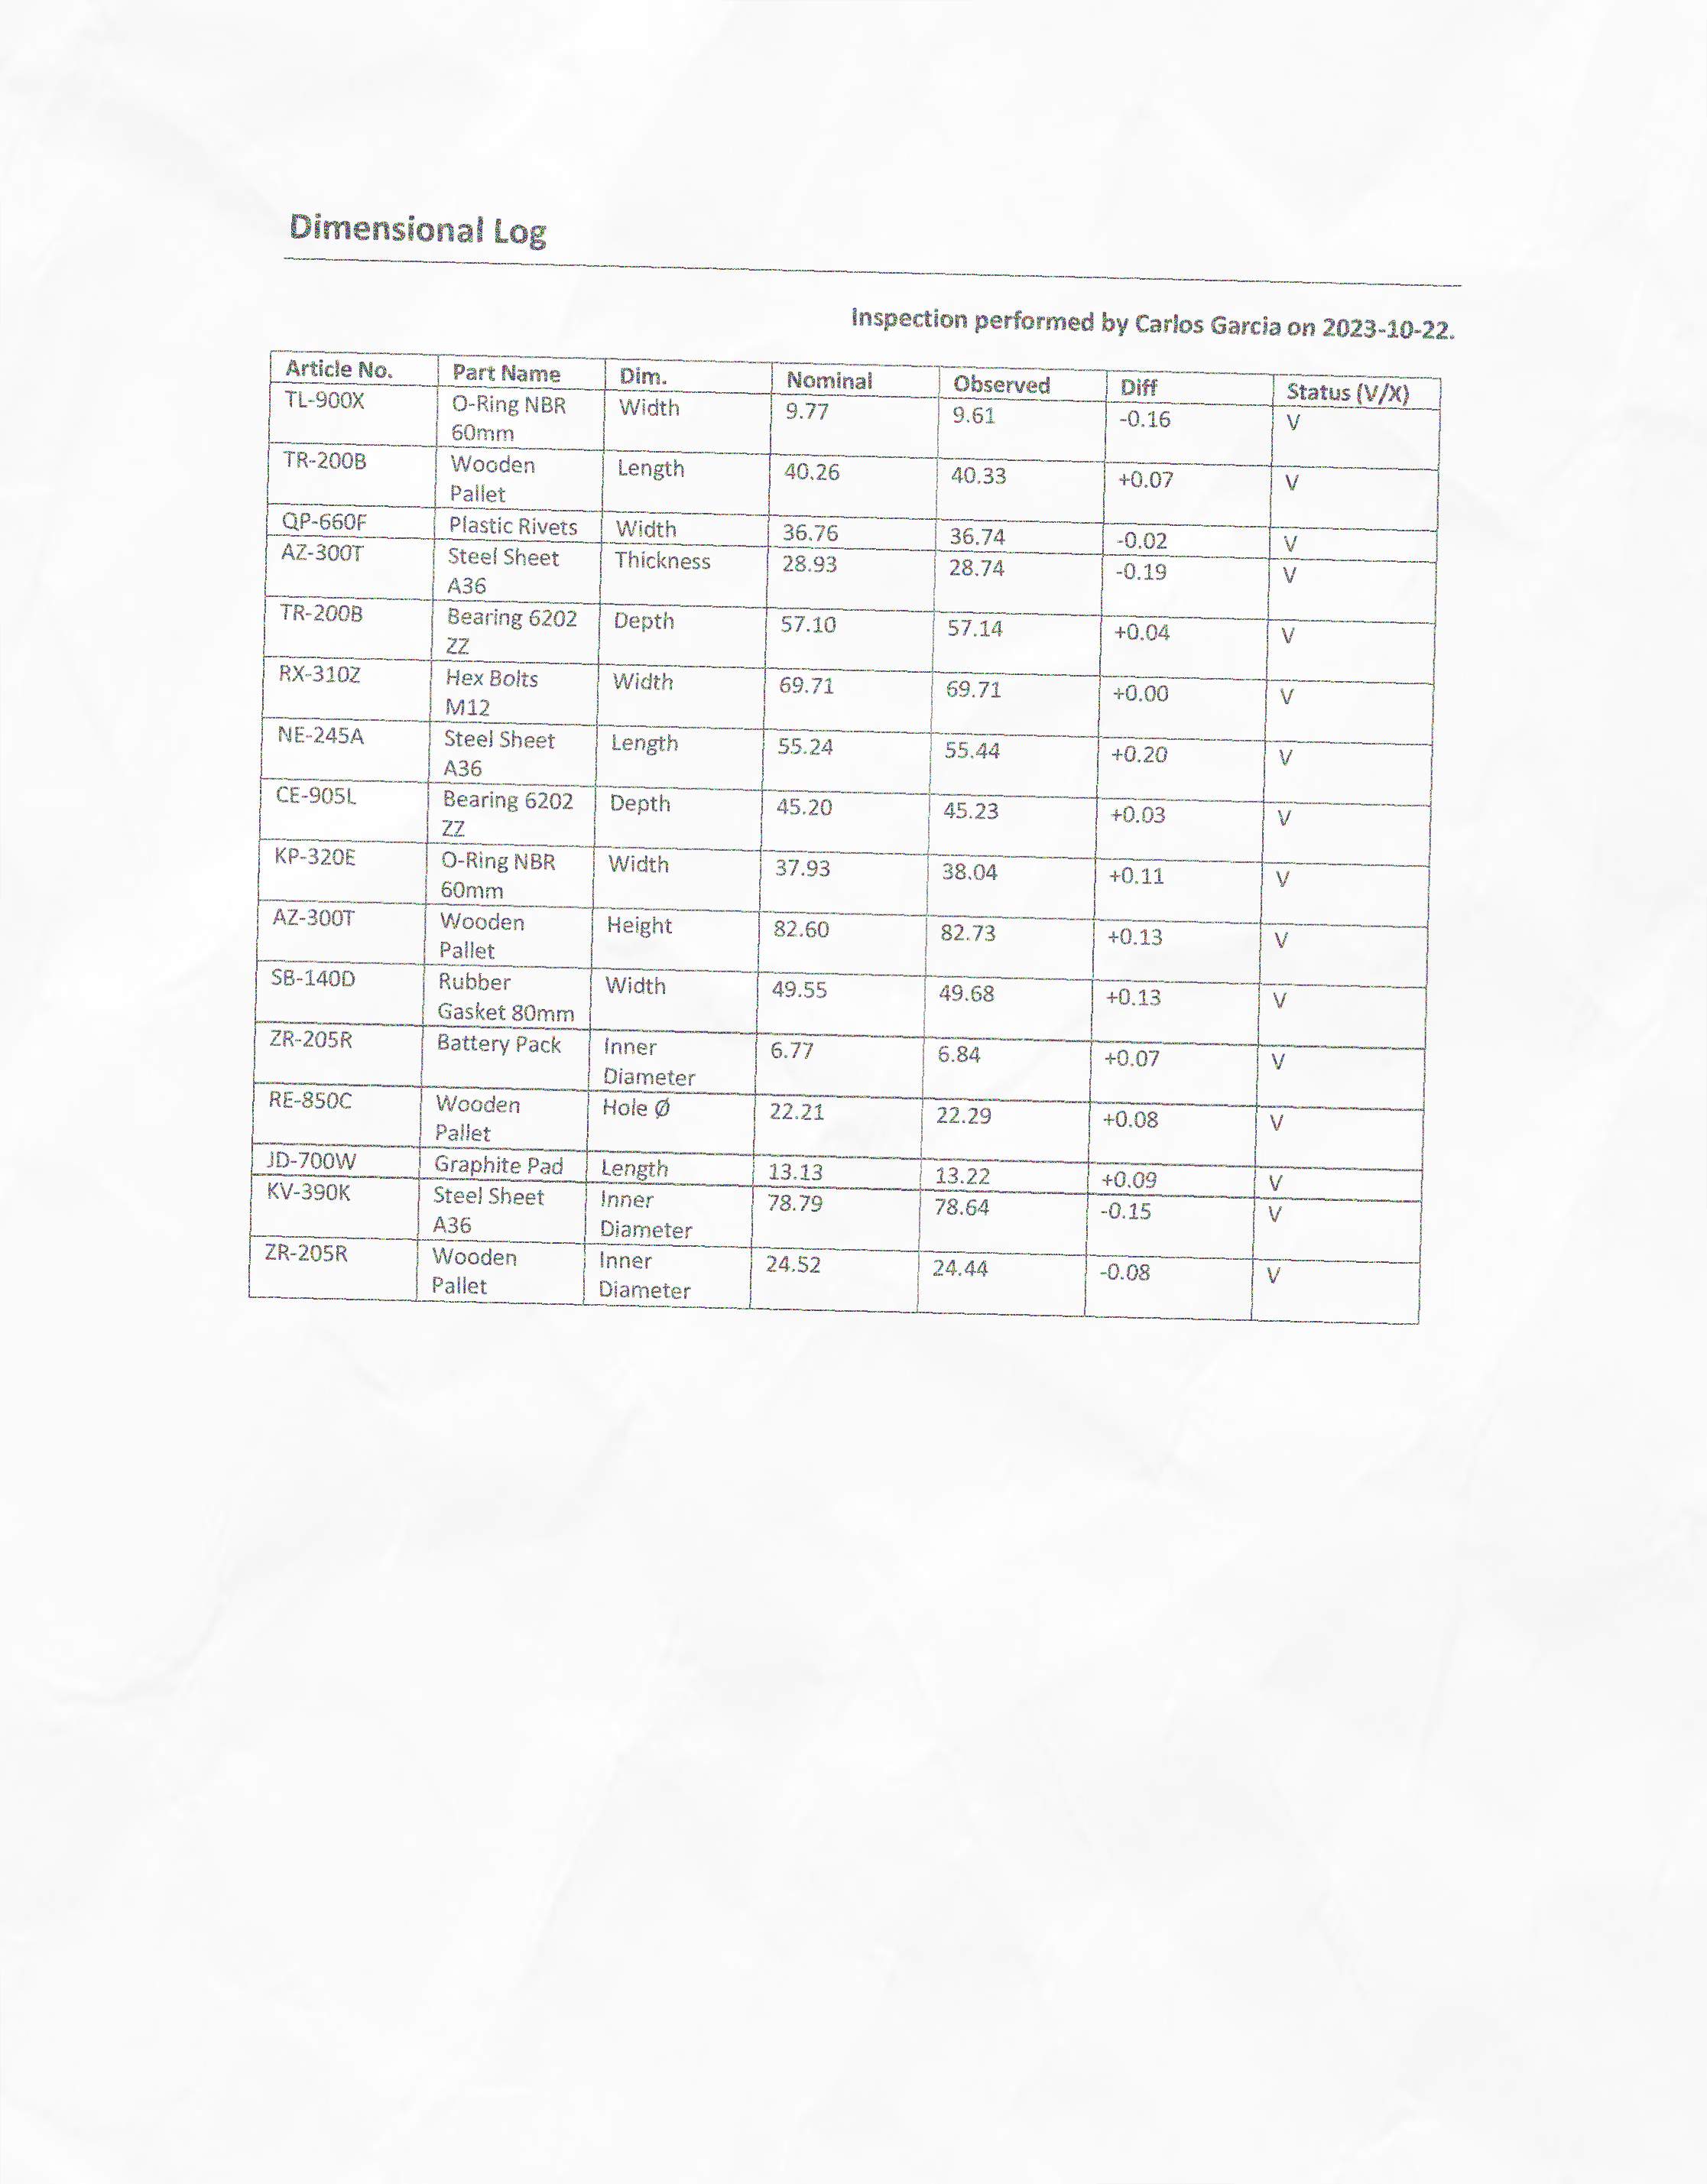 Dimensional Log
Inspection performed by Carlos Garcia on 2023-10-22.
Article No. Part Name Dim. Nominal Observed Diff Status (V/X)
TL-900X O-Ring NBR 60mm Width 9.77 9.61 -0.16 V
TR-200B Wooden Pallet Length 40.26 40.33 +0.07 V
QP-660F Plastic Rivets Width 36.76 36.74 -0.02 V
AZ-300T Steel Sheet A36 Thickness 28.93 28.74 -0.19 V
TR-200B Bearing 6202 ZZ Depth 57.10 57.14 +0.04 V
RX-310Z Hex Bolts M12 Width 69.71 69.71 +0.00 V
NE-245A Steel Sheet A36 Length 55.24 55.44 +0.20 V
CE-905L Bearing 6202 ZZ Depth 45.20 45.23 +0.03 V
KP-320E O-Ring NBR 60mm Width 37.93 38.04 +0.11 V
AZ-300T Wooden Pallet Height 82.60 82.73 +0.13 V
SB-140D Rubber Gasket 80mm Width 49.55 49.68 +0.13 V
ZR-205R Battery Pack Inner Diameter 6.77 6.84 +0.07 V
RE-850C Wooden Pallet Hole Ø 22.21 22.29 +0.08 V
JD-700W Graphite Pad Length 13.13 13.22 +0.09 V
KV-390K Steel Sheet A36 Inner Diameter 78.79 78.64 -0.15 V
ZR-205R Wooden Pallet Inner Diameter 24.52 24.44 -0.08 V